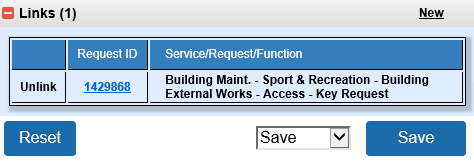 Links (1) New
Request ID Service/Request/Function
Unlink 1429868 Building Maint. - Sport & Recreation - Building
External Works - Access - Key Request
Reset Save Save